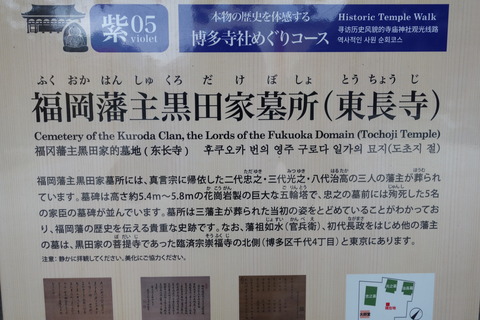 紫05
violet
本物の歴史を体感する
博多寺社めぐりコース
Historic Temple Walk
寻访历史风貌的寺庙神社观光线路
역사적인 사원 순회코스
ふくおかはんしゅくろだけぼしょ とうちょうじ
福岡藩主黒田家墓所（東長寺）
Cemetery of the Kuroda Clan, the Lords of the Fukuoka Domain (Tochoji Temple)
福冈藩主黑田家的墓地（东长寺） 후쿠오카 번의 영주 구로다 일가의 묘지(도초지 절)
福岡藩主黒田家墓所には、真言宗に帰依した二代忠之・三代光之・八代治高の三人の藩主が葬られ
ています。墓碑は高さ約5.4m～5.8mの花崗岩製の巨大な五輪塔で、忠之の墓前には殉死した5名
の家臣の墓碑が並んでいます。墓所は三藩主が葬られた当初の姿をとどめていることがわかってお
り、福岡藩の歴史を伝える貴重な史跡です。なお、藩祖如水（官兵衛）、初代長政をはじめ他の藩主
の墓は、黒田家の菩提寺であった臨済宗崇福寺の北側（博多区千代4丁目）と東京にあります。
注意：静かに拝観してください。美化にご協力ください。